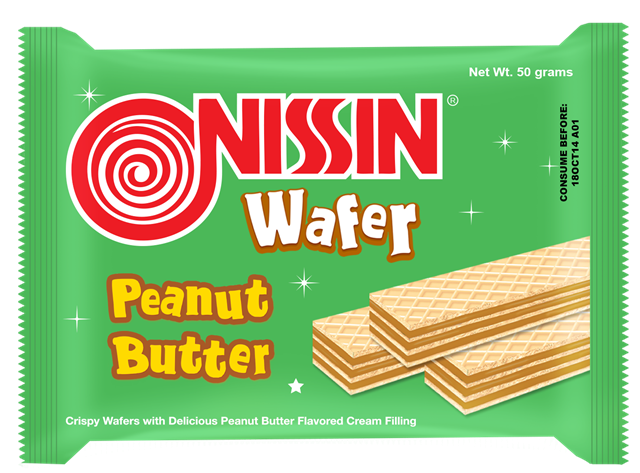 Net Wt. 50 grams
NISSIN®
CONSUME BEFORE:
18OCT14 A01
Wafer
Peanut
Butter
Crispy Wafers with Delicious Peanut Butter Flavored Cream Filling